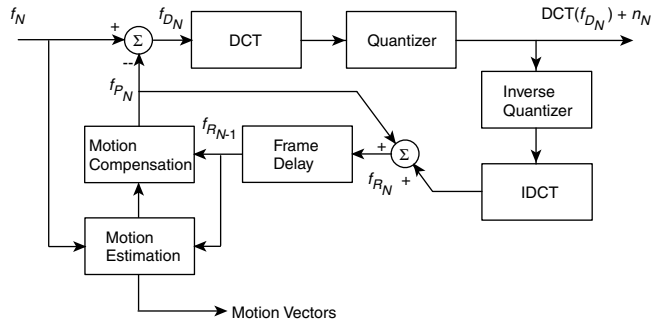 f_N
+
Σ
--
f_{D_N}
DCT
Quantizer
DCT(f_{D_N}) + n_N
f_{P_N}
Inverse
Quantizer
Motion
Compensation
f_{R_{N-1}}
Frame
Delay
+
Σ
f_{R_N}
+
IDCT
Motion
Estimation
Motion Vectors